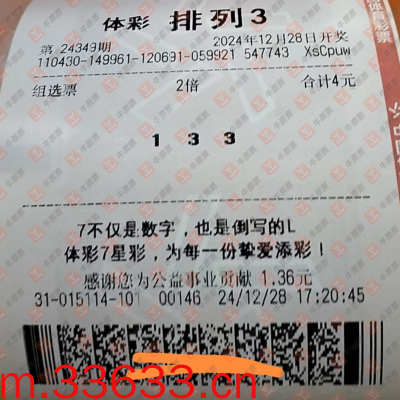 体彩 排列3
第 24349期 2024年12月28日开奖
110430-149961-120691-059921 547743 XsCpuw
组选票 2倍 合计4元
1 3 3
7不仅是数字，也是倒写的L
体彩7星彩，为每一份挚爱添彩！
感谢您为公益事业贡献 1.36元
31-015114-101 00146 24/12/28 17:20:45
m.33633.cn